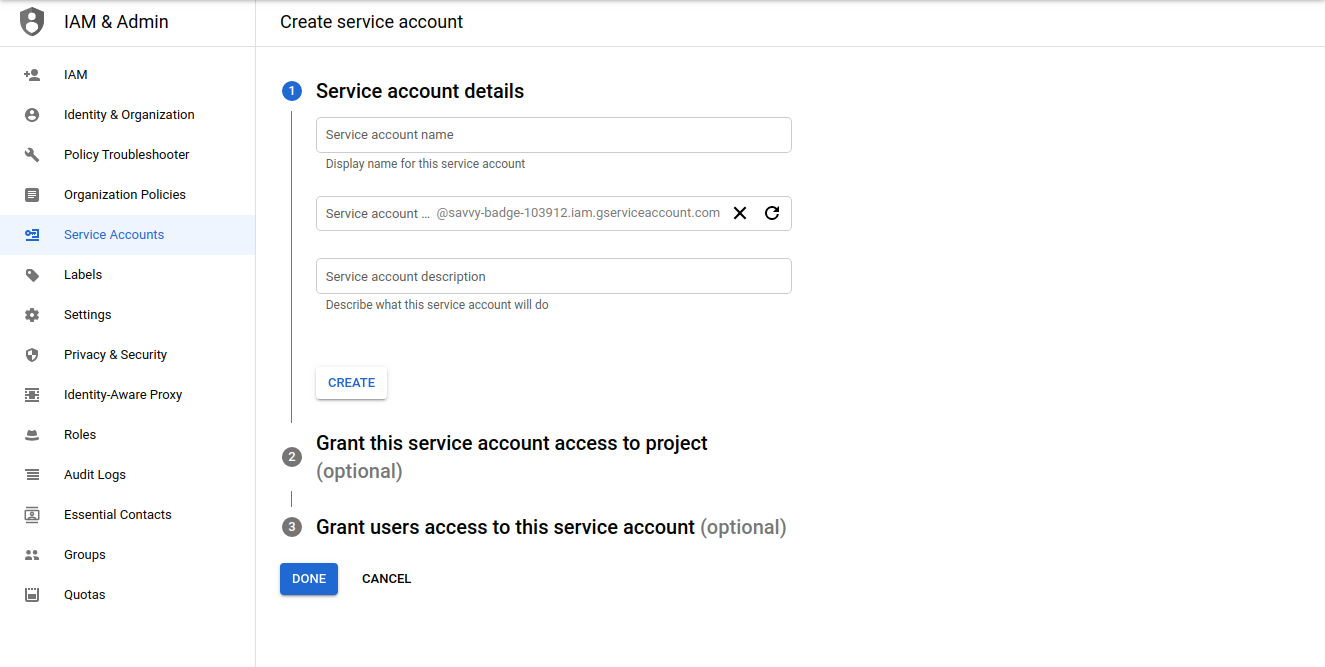 IAM & Admin
Create service account
IAM
Identity & Organization
Policy Troubleshooter
Organization Policies
Service Accounts
Labels
Settings
Privacy & Security
Identity-Aware Proxy
Roles
Audit Logs
Essential Contacts
Groups
Quotas
1 Service account details
Service account name
Display name for this service account
Service account ... @savvy-badge-103912.iam.gserviceaccount.com
Service account description
Describe what this service account will do
CREATE
2 Grant this service account access to project
(optional)
3 Grant users access to this service account (optional)
DONE CANCEL